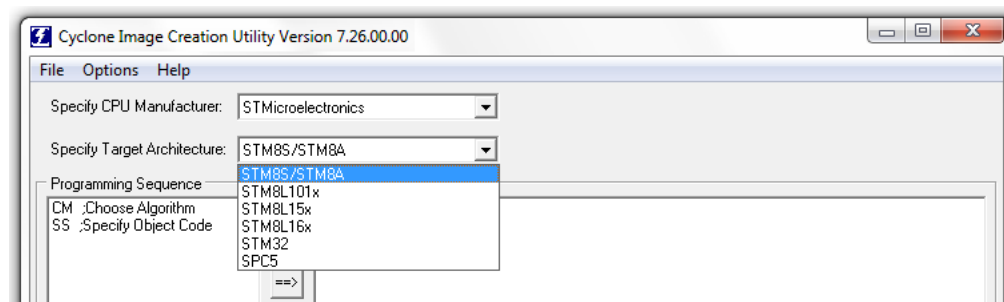 Cyclone Image Creation Utility Version 7.26.00.00
File Options Help
Specify CPU Manufacturer: STMicroelectronics
Specify Target Architecture: STM8S/STM8A
STM8S/STM8A
STM8L101x
STM8L15x
STM8L16x
STM32
SPC5
Programming Sequence
CM ;Choose Algorithm
SS ;Specify Object Code
==>